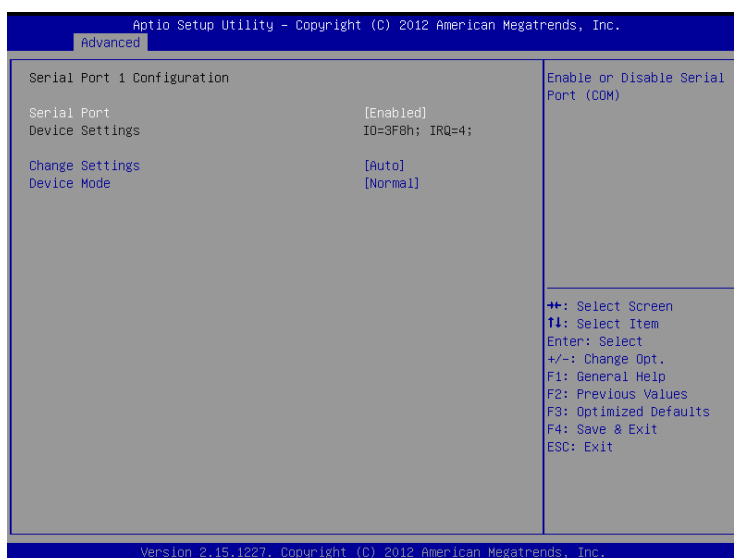 Aptio Setup Utility – Copyright (C) 2012 American Megatrends, Inc.
Advanced
Serial Port 1 Configuration
Serial Port [Enabled]
Device Settings IO=3F8h; IRQ=4;
Change Settings [Auto]
Device Mode [Normal]
Enable or Disable Serial
Port (COM)
→←: Select Screen
↑↓: Select Item
Enter: Select
+/-: Change Opt.
F1: General Help
F2: Previous Values
F3: Optimized Defaults
F4: Save & Exit
ESC: Exit
Version 2.15.1227. Copyright (C) 2012 American Megatrends, Inc.